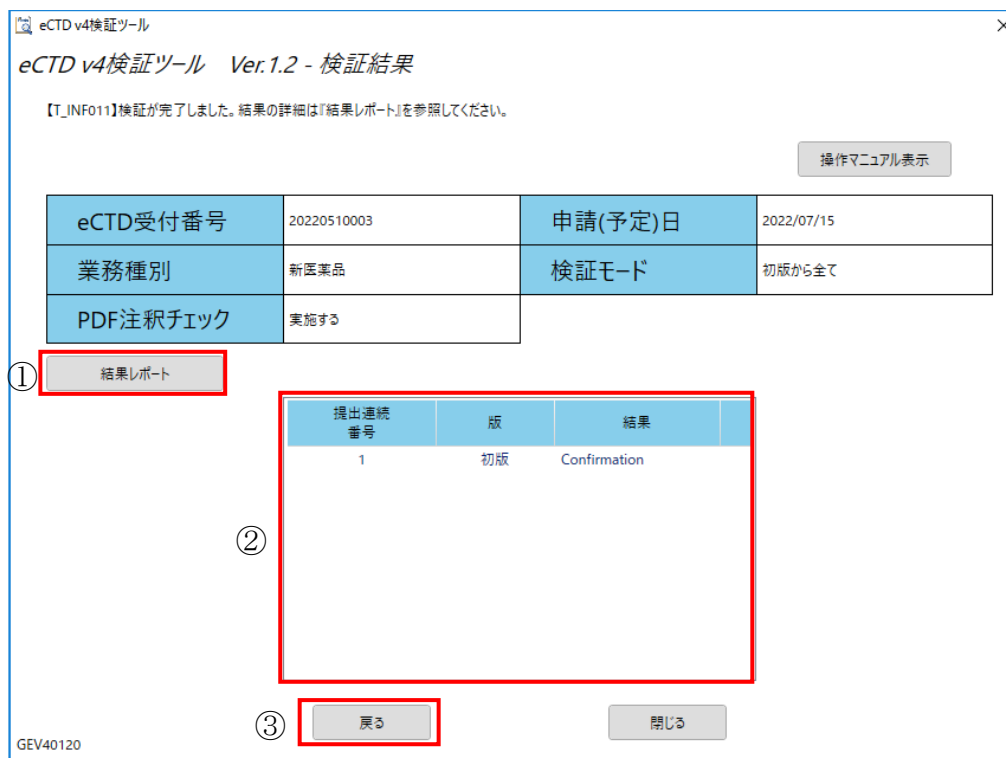 eCTD v4検証ツール
eCTD v4検証ツール Ver.1.2 - 検証結果
【T_INF011】検証が完了しました。結果の詳細は『結果レポート』を参照してください。
操作マニュアル表示
eCTD受付番号 20220510003 申請(予定)日 2022/07/15
業務種別 新医薬品 検証モード 初版から全て
PDF注釈チェック 実施する
① 結果レポート
提出連続
番号 版 結果
1 初版 Confirmation
②
③ 戻る 閉じる
GEV40120